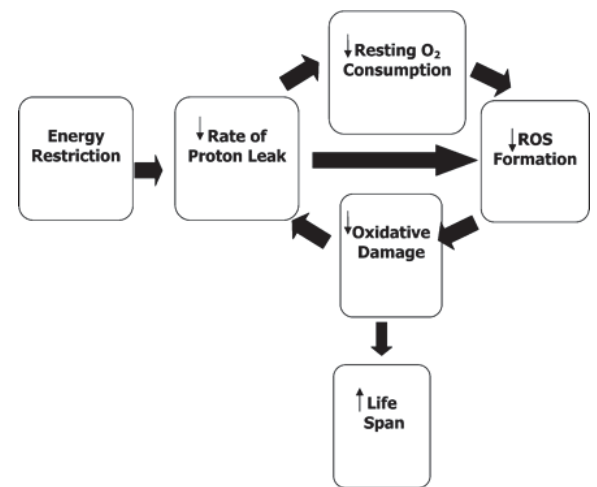 ↓Resting O₂
Consumption
Energy
Restriction
↓Rate of
Proton Leak
↓ROS
Formation
↓Oxidative
Damage
↑Life
Span